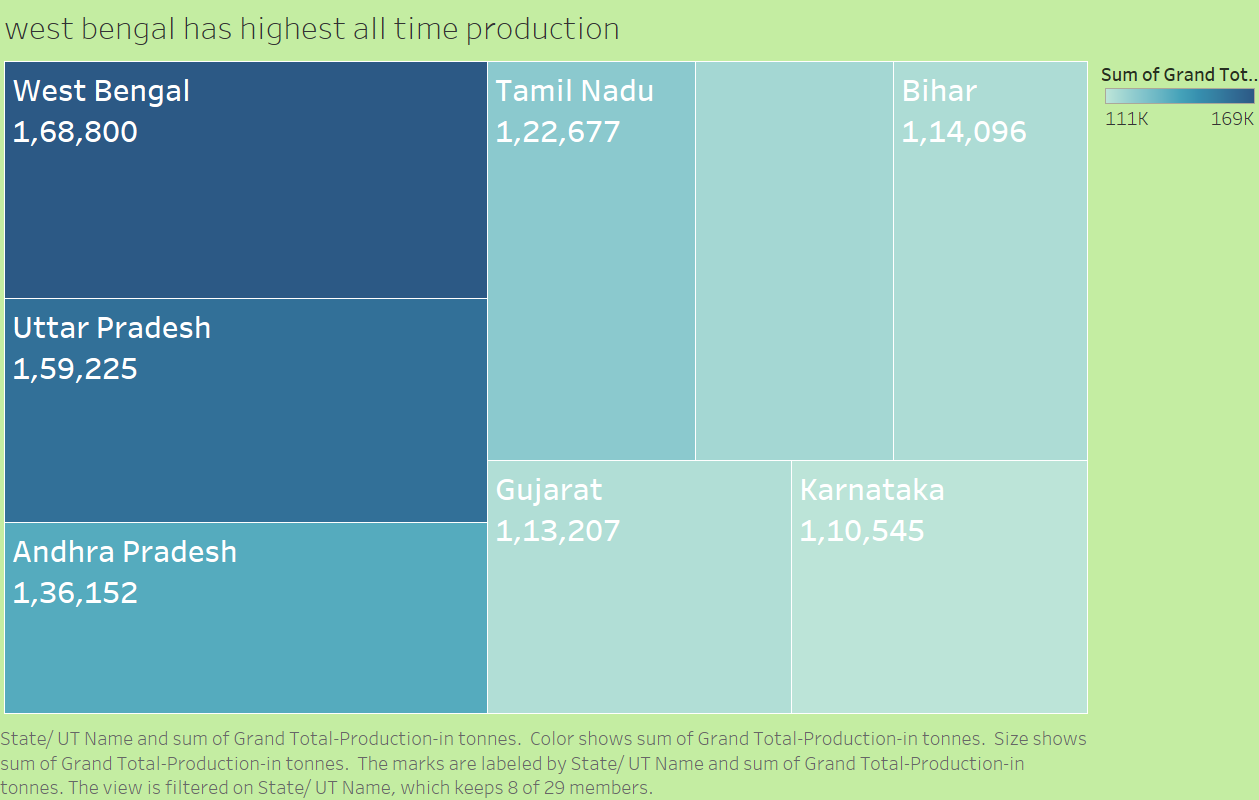 west bengal has highest all time production
West Bengal
1,68,800
Uttar Pradesh
1,59,225
Andhra Pradesh
1,36,152
Tamil Nadu
1,22,677
Bihar
1,14,096
Gujarat
1,13,207
Karnataka
1,10,545
Sum of Grand Tot..
111K 169K
State/ UT Name and sum of Grand Total-Production-in tonnes.  Color shows sum of Grand Total-Production-in tonnes.  Size shows
sum of Grand Total-Production-in tonnes.  The marks are labeled by State/ UT Name and sum of Grand Total-Production-in
tonnes. The view is filtered on State/ UT Name, which keeps 8 of 29 members.